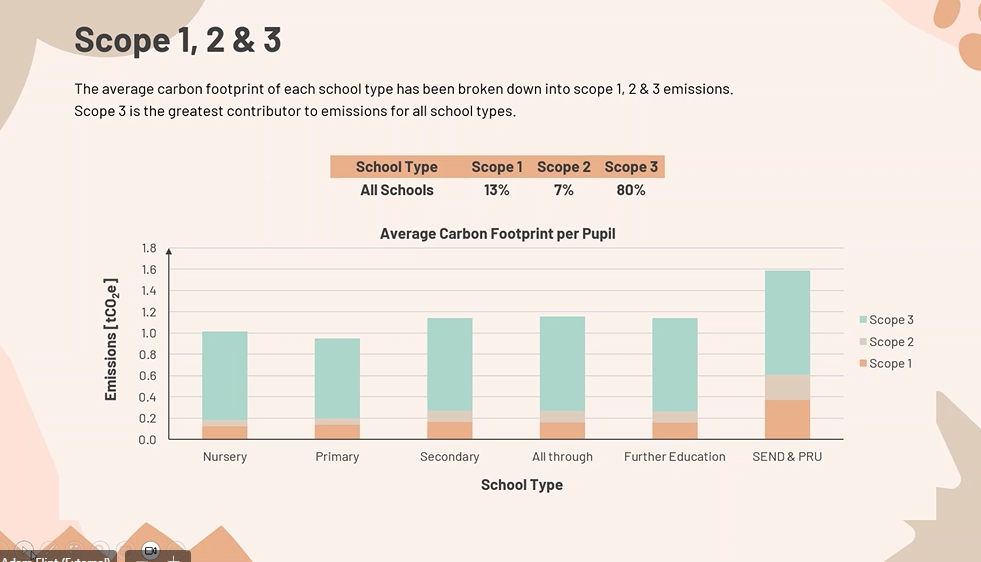 Scope 1, 2 & 3
The average carbon footprint of each school type has been broken down into scope 1, 2 & 3 emissions.
Scope 3 is the greatest contributor to emissions for all school types.
School Type Scope 1 Scope 2 Scope 3
All Schools 13% 7% 80%
Average Carbon Footprint per Pupil
1.8
1.6
1.4
1.2
1.0
0.8
0.6
0.4
0.2
0.0
Emissions [tCO₂e]
Nursery Primary Secondary All through Further Education SEND & PRU
School Type
Scope 3
Scope 2
Scope 1